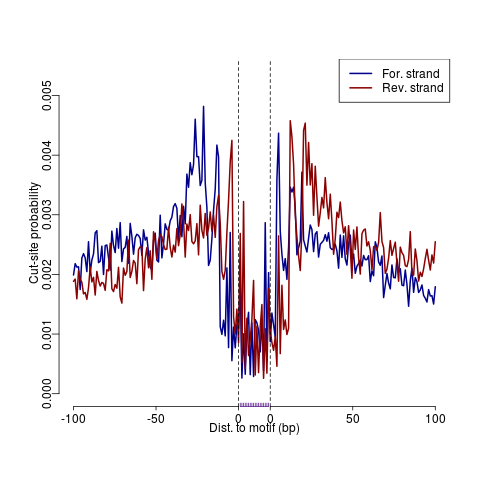 For. strand
Rev. strand
Cut-site probability
0.005
0.004
0.003
0.002
0.001
0.000
-100 -50 0 0 50 100
Dist. to motif (bp)